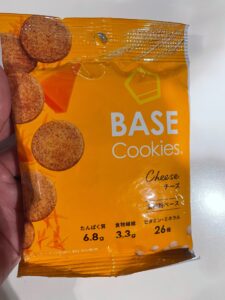 BASE
Cookies.
Cheese
チーズ
たんぱく質
6.8g
食物繊維
3.3g
ビタミン・ミネラル
26種